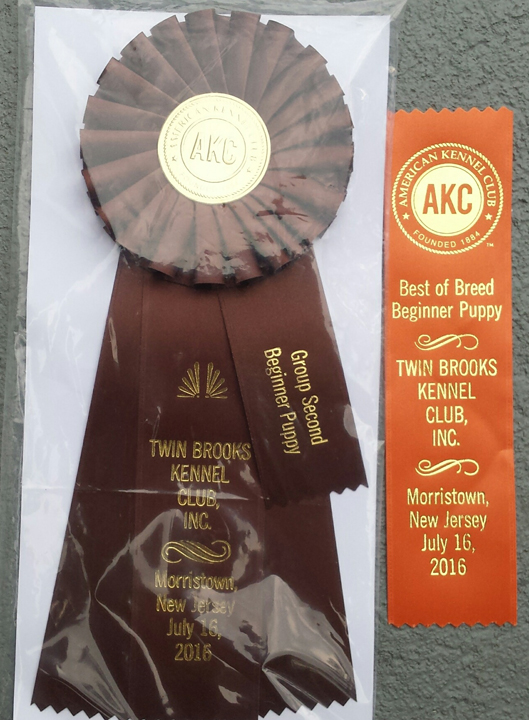 AMERICAN KENNEL CLUB
AKC
Group Second
Beginner Puppy
TWIN BROOKS
KENNEL
CLUB,
INC.
Morristown,
New Jersey
July 16,
2016
AMERICAN KENNEL CLUB
AKC
FOUNDED 1884
TM
Best of Breed
Beginner Puppy
TWIN BROOKS
KENNEL
CLUB,
INC.
Morristown,
New Jersey
July 16,
2016